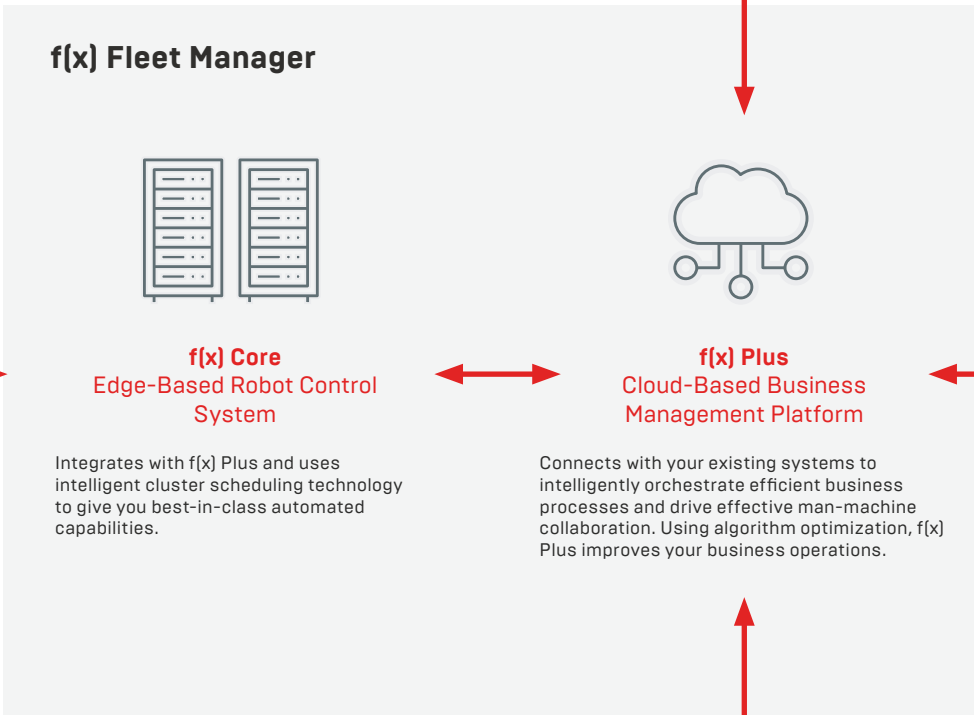 f(x) Fleet Manager
f(x) Core
Edge-Based Robot Control
System
Integrates with f(x) Plus and uses
intelligent cluster scheduling technology
to give you best-in-class automated
capabilities.
f(x) Plus
Cloud-Based Business
Management Platform
Connects with your existing systems to
intelligently orchestrate efficient business
processes and drive effective man-machine
collaboration. Using algorithm optimization, f(x)
Plus improves your business operations.